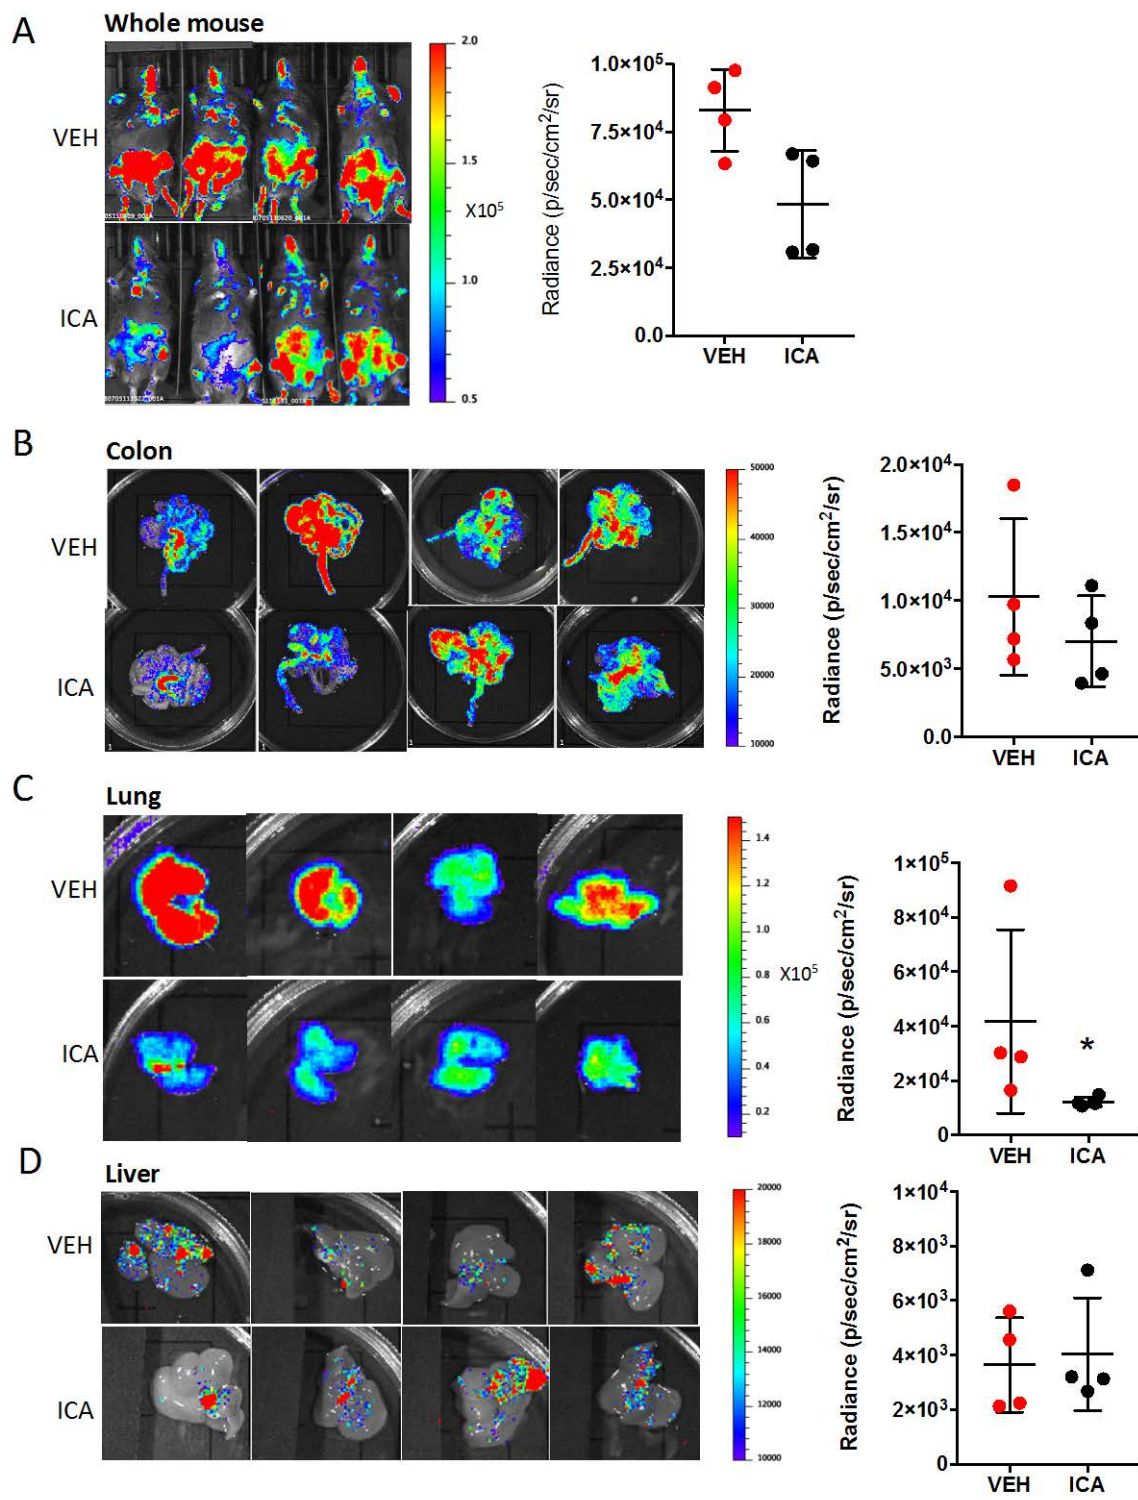 A
Whole mouse
VEH
ICA
2.0
1.5
X10⁵
1.0
0.5
Radiance (p/sec/cm²/sr)
1.0×10⁵
7.5×10⁴
5.0×10⁴
2.5×10⁴
0.0
VEH
ICA
B
Colon
VEH
ICA
1
1
1
1
50000
40000
30000
20000
10000
Radiance (p/sec/cm²/sr)
2.0×10⁴
1.5×10⁴
1.0×10⁴
5.0×10³
0.0
VEH
ICA
C
Lung
VEH
ICA
1.4
1.2
1.0
0.8
X10⁵
0.6
0.4
0.2
Radiance (p/sec/cm²/sr)
1×10⁵
8×10⁴
6×10⁴
4×10⁴
2×10⁴
0
*
VEH
ICA
D
Liver
VEH
ICA
20000
18000
16000
14000
12000
10000
Radiance (p/sec/cm²/sr)
1×10⁴
8×10³
6×10³
4×10³
2×10³
0
VEH
ICA